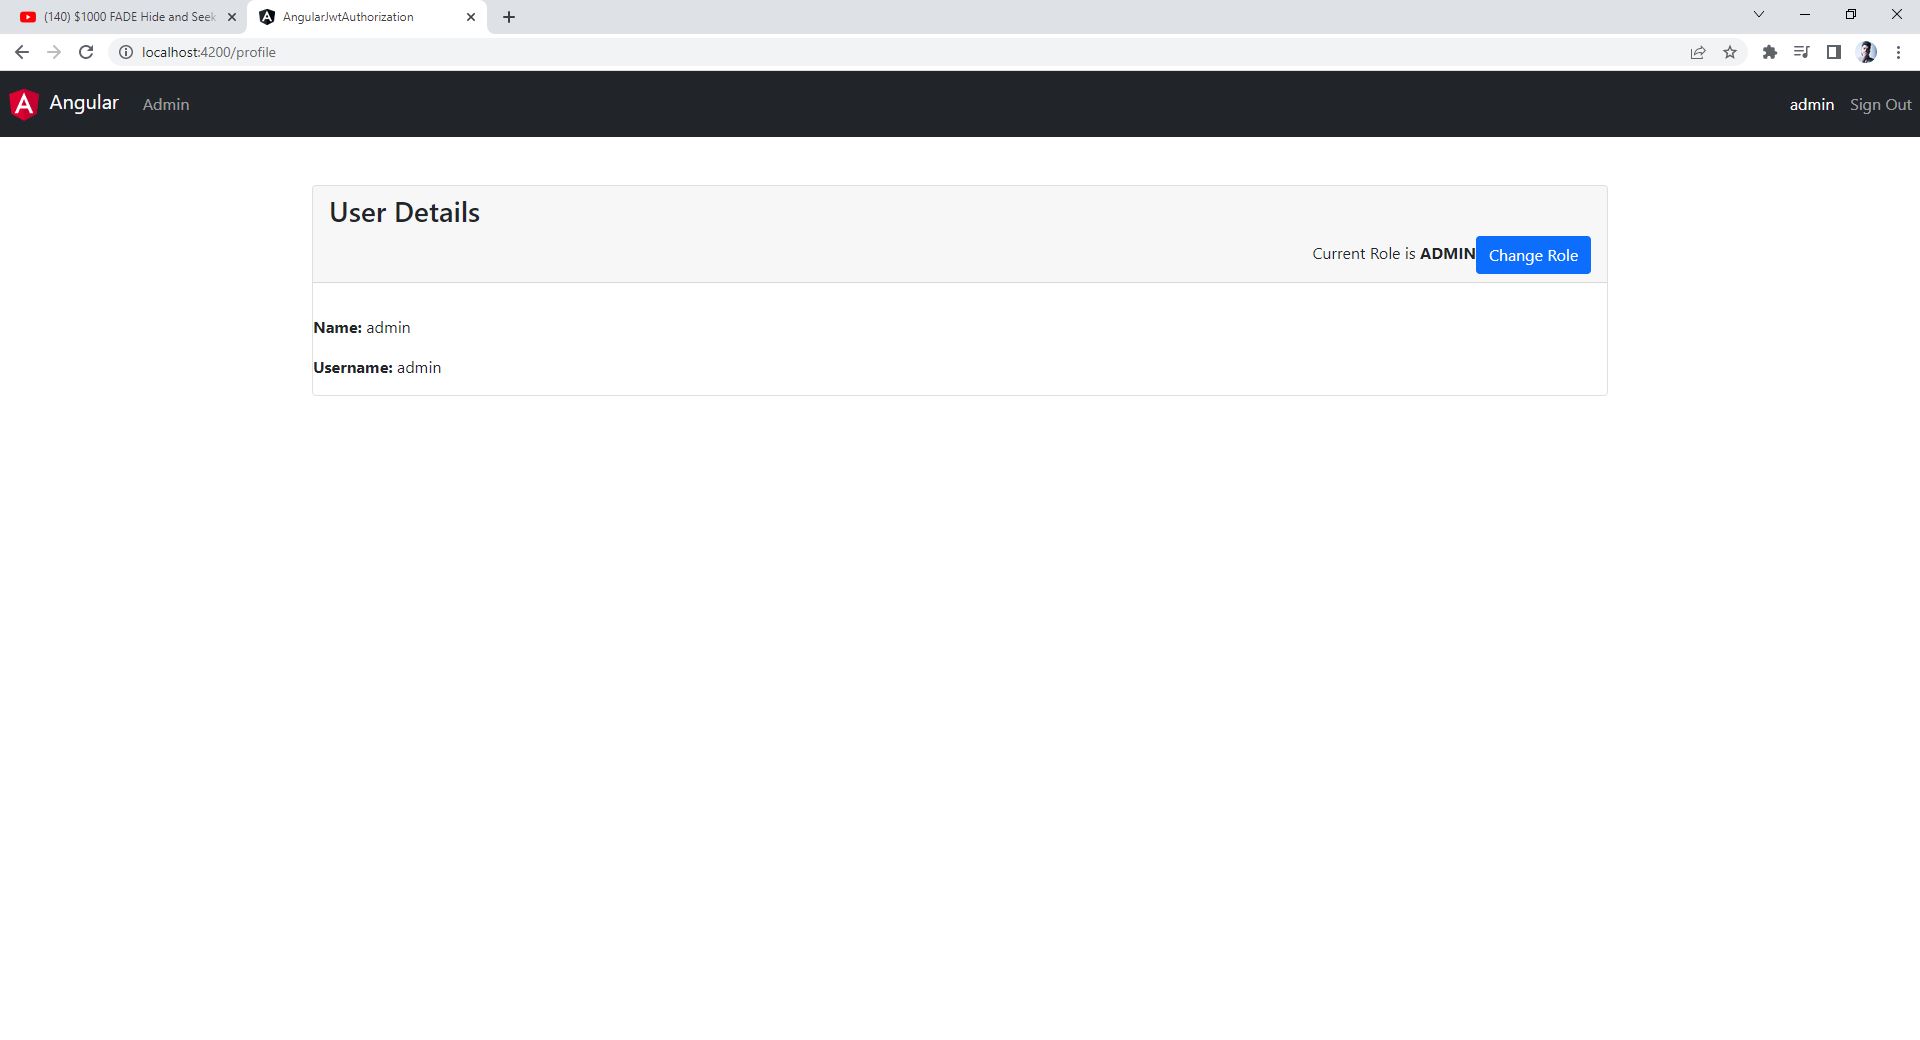 (140) $1000 FADE Hide and Seek
AngularJwtAuthorization
localhost:4200/profile
Angular Admin admin Sign Out
User Details
Current Role is ADMIN Change Role
Name: admin
Username: admin